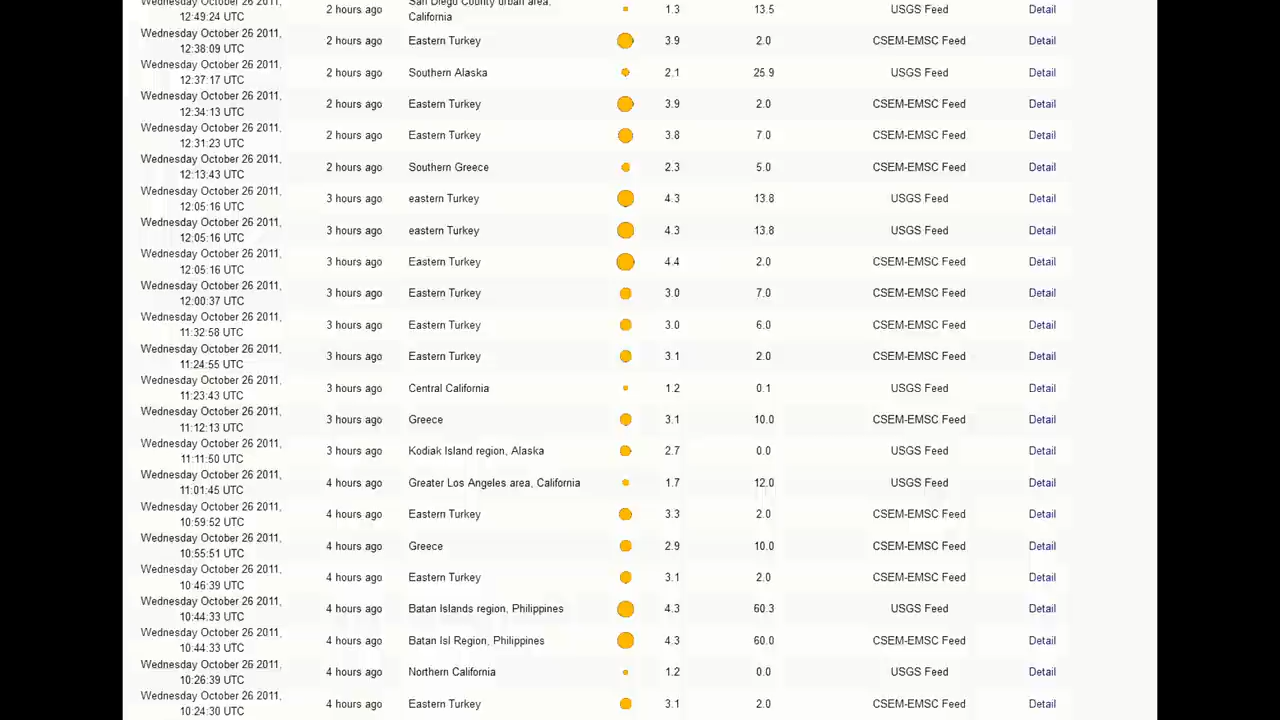 Wednesday October 26 2011,
12:49:24 UTC
2 hours ago
San Diego County urban area,
California
1.3
13.5
USGS Feed
Detail
Wednesday October 26 2011,
12:38:09 UTC
2 hours ago
Eastern Turkey
3.9
2.0
CSEM-EMSC Feed
Detail
Wednesday October 26 2011,
12:37:17 UTC
2 hours ago
Southern Alaska
2.1
25.9
USGS Feed
Detail
Wednesday October 26 2011,
12:34:13 UTC
2 hours ago
Eastern Turkey
3.9
2.0
CSEM-EMSC Feed
Detail
Wednesday October 26 2011,
12:31:23 UTC
2 hours ago
Eastern Turkey
3.8
7.0
CSEM-EMSC Feed
Detail
Wednesday October 26 2011,
12:13:43 UTC
2 hours ago
Southern Greece
2.3
5.0
CSEM-EMSC Feed
Detail
Wednesday October 26 2011,
12:05:16 UTC
3 hours ago
eastern Turkey
4.3
13.8
USGS Feed
Detail
Wednesday October 26 2011,
12:05:16 UTC
3 hours ago
eastern Turkey
4.3
13.8
USGS Feed
Detail
Wednesday October 26 2011,
12:05:16 UTC
3 hours ago
Eastern Turkey
4.4
2.0
CSEM-EMSC Feed
Detail
Wednesday October 26 2011,
12:00:37 UTC
3 hours ago
Eastern Turkey
3.0
7.0
CSEM-EMSC Feed
Detail
Wednesday October 26 2011,
11:32:58 UTC
3 hours ago
Eastern Turkey
3.0
6.0
CSEM-EMSC Feed
Detail
Wednesday October 26 2011,
11:24:55 UTC
3 hours ago
Eastern Turkey
3.1
2.0
CSEM-EMSC Feed
Detail
Wednesday October 26 2011,
11:23:43 UTC
3 hours ago
Central California
1.2
0.1
USGS Feed
Detail
Wednesday October 26 2011,
11:12:13 UTC
3 hours ago
Greece
3.1
10.0
CSEM-EMSC Feed
Detail
Wednesday October 26 2011,
11:11:50 UTC
3 hours ago
Kodiak Island region, Alaska
2.7
0.0
USGS Feed
Detail
Wednesday October 26 2011,
11:01:45 UTC
4 hours ago
Greater Los Angeles area, California
1.7
12.0
USGS Feed
Detail
Wednesday October 26 2011,
10:59:52 UTC
4 hours ago
Eastern Turkey
3.3
2.0
CSEM-EMSC Feed
Detail
Wednesday October 26 2011,
10:55:51 UTC
4 hours ago
Greece
2.9
10.0
CSEM-EMSC Feed
Detail
Wednesday October 26 2011,
10:46:39 UTC
4 hours ago
Eastern Turkey
3.1
2.0
CSEM-EMSC Feed
Detail
Wednesday October 26 2011,
10:44:33 UTC
4 hours ago
Batan Islands region, Philippines
4.3
60.3
USGS Feed
Detail
Wednesday October 26 2011,
10:44:33 UTC
4 hours ago
Batan Isl Region, Philippines
4.3
60.0
CSEM-EMSC Feed
Detail
Wednesday October 26 2011,
10:26:39 UTC
4 hours ago
Northern California
1.2
0.0
USGS Feed
Detail
Wednesday October 26 2011,
10:24:30 UTC
4 hours ago
Eastern Turkey
3.1
2.0
CSEM-EMSC Feed
Detail